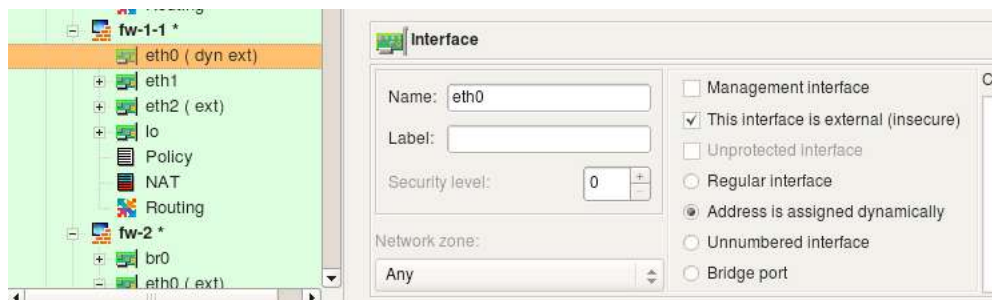 Routing
fw-1-1 *
eth0 ( dyn ext)
eth1
eth2 ( ext)
lo
Policy
NAT
Routing
fw-2 *
br0
eth0 ( ext)
Interface
Name: eth0
Label:
Security level: 0
Network zone:
Any
Management interface
This interface is external (insecure)
Unprotected interface
Regular interface
Address is assigned dynamically
Unnumbered interface
Bridge port
C